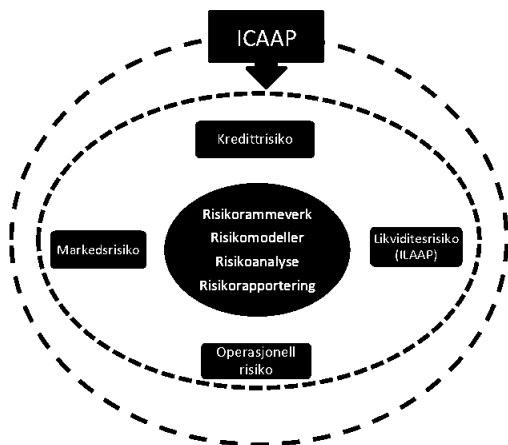 ICAAP
Kredittrisiko
Risikorammeverk
Risikomodeller
Risikoanalyse
Risikorapportering
Markedsrisiko
Likviditesrisiko
(ILAAP)
Operasjonell
risiko